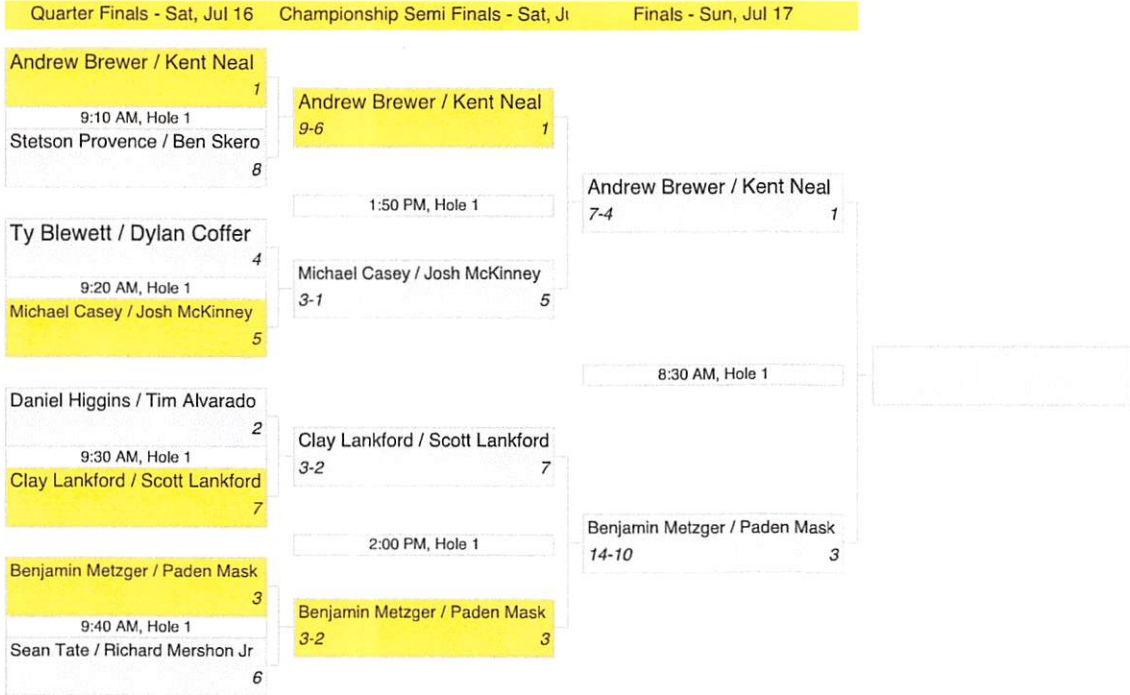 Quarter Finals - Sat, Jul 16
Championship Semi Finals - Sat, Ju
Finals - Sun, Jul 17
Andrew Brewer / Kent Neal
1
9:10 AM, Hole 1
Stetson Provence / Ben Skero
8
Ty Blewett / Dylan Coffer
4
9:20 AM, Hole 1
Michael Casey / Josh McKinney
5
Daniel Higgins / Tim Alvarado
2
9:30 AM, Hole 1
Clay Lankford / Scott Lankford
7
Benjamin Metzger / Paden Mask
3
9:40 AM, Hole 1
Sean Tate / Richard Mershon Jr
6
Andrew Brewer / Kent Neal
9-6 1
1:50 PM, Hole 1
Michael Casey / Josh McKinney
3-1 5
Clay Lankford / Scott Lankford
3-2 7
2:00 PM, Hole 1
Benjamin Metzger / Paden Mask
3-2 3
Andrew Brewer / Kent Neal
7-4 1
8:30 AM, Hole 1
Benjamin Metzger / Paden Mask
14-10 3